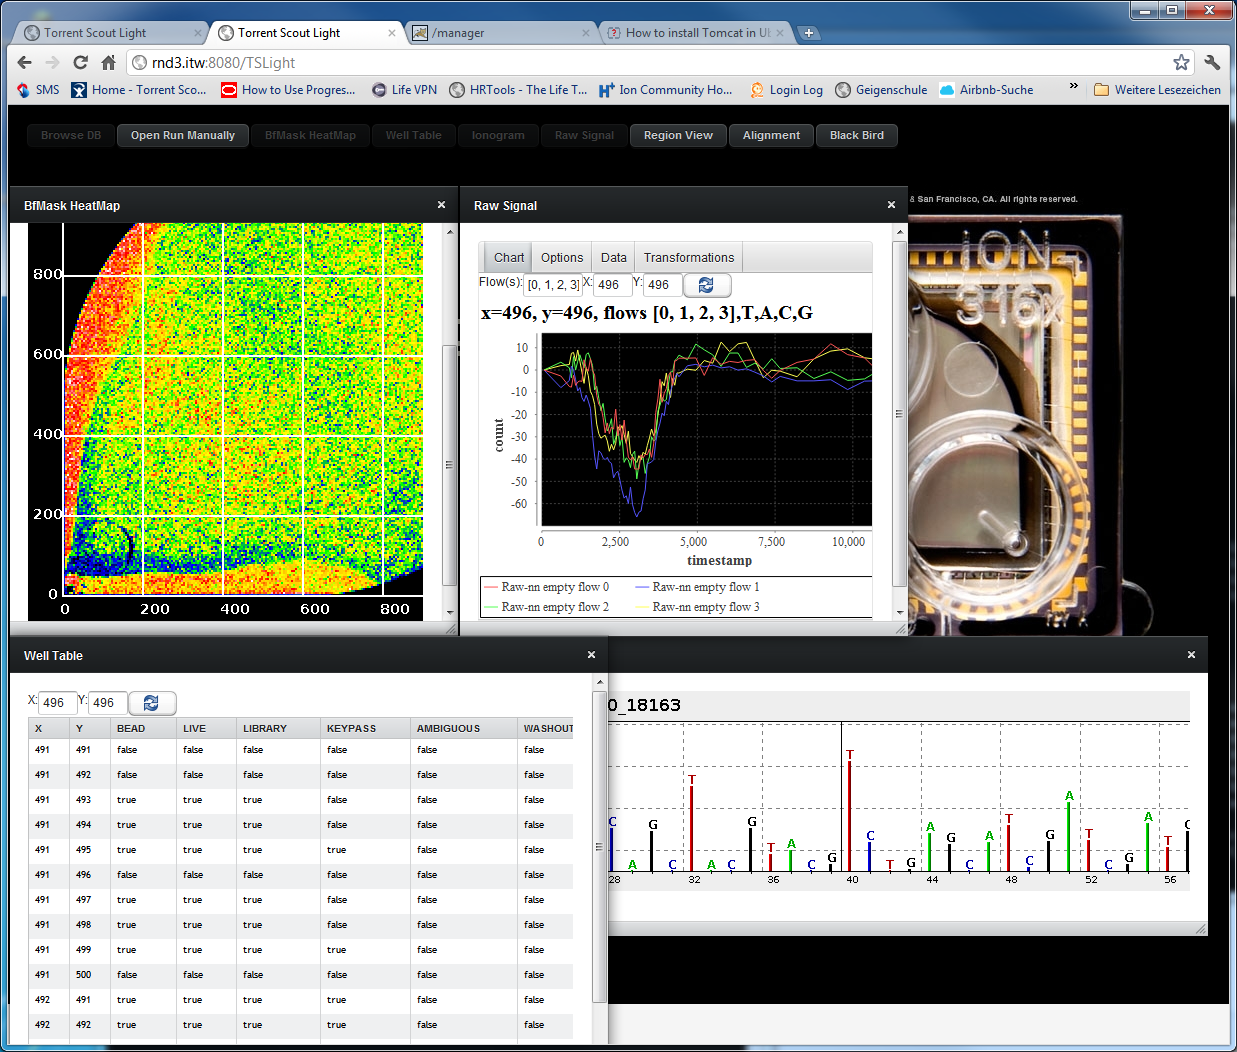 Torrent Scout Light
Torrent Scout Light
/manager
How to install Tomcat in Ub
rnd3.itw:8080/TSLight
SMS
Home - Torrent Sco...
How to Use Progres...
Life VPN
HRTools - The Life T...
Ion Community Ho...
Login Log
Geigenschule
Airbnb-Suche
»
Weitere Lesezeichen
Browse DB
Open Run Manually
BfMask HeatMap
Well Table
Ionogram
Raw Signal
Region View
Alignment
Black Bird
& San Francisco, CA. All rights reserved.
ION
316x
BfMask HeatMap
800
600
400
200
0
0 200 400 600 800
Raw Signal
Chart Options Data Transformations
Flow(s): [0, 1, 2, 3] X: 496 Y: 496
x=496, y=496, flows [0, 1, 2, 3],T,A,C,G
10
0
-10
-20
-30
-40
-50
-60
count
0 2,500 5,000 7,500 10,000
timestamp
Raw-nn empty flow 0 Raw-nn empty flow 1
Raw-nn empty flow 2 Raw-nn empty flow 3
Well Table
X: 496 Y: 496
X Y BEAD LIVE LIBRARY KEYPASS AMBIGUOUS WASHOUT
491 491 false false false false false false
491 492 false false false false false false
491 493 true true true false false false
491 494 true true true false false false
491 495 true true true false false false
491 496 false false false false false false
491 497 true true true false false false
491 498 true true true false false false
491 499 true true true true false false
491 500 false false false false false false
492 491 true true true true false false
492 492 true true true true false false
0_18163
C A G C T A C G T A C G T C T G A G C A T C G A T C G A T G
28 32 36 40 44 48 52 56